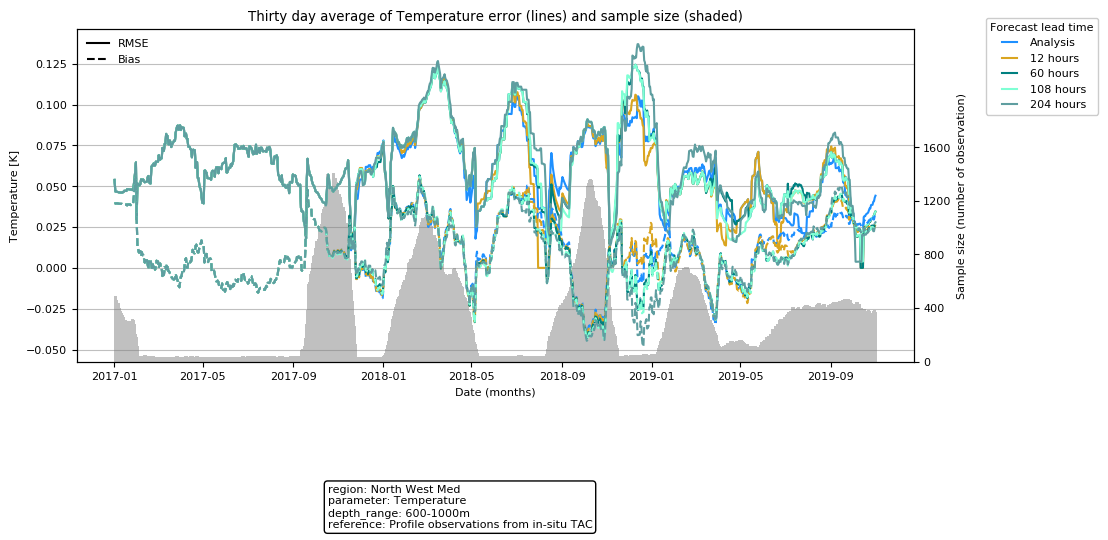 Thirty day average of Temperature error (lines) and sample size (shaded)
RMSE
Bias
Forecast lead time
Analysis
12 hours
60 hours
108 hours
204 hours
Temperature [K]
0.125
0.100
0.075
0.050
0.025
0.000
−0.025
−0.050
Sample size (number of observation)
1600
1200
800
400
0
2017-01 2017-05 2017-09 2018-01 2018-05 2018-09 2019-01 2019-05 2019-09
Date (months)
region: North West Med
parameter: Temperature
depth_range: 600-1000m
reference: Profile observations from in-situ TAC